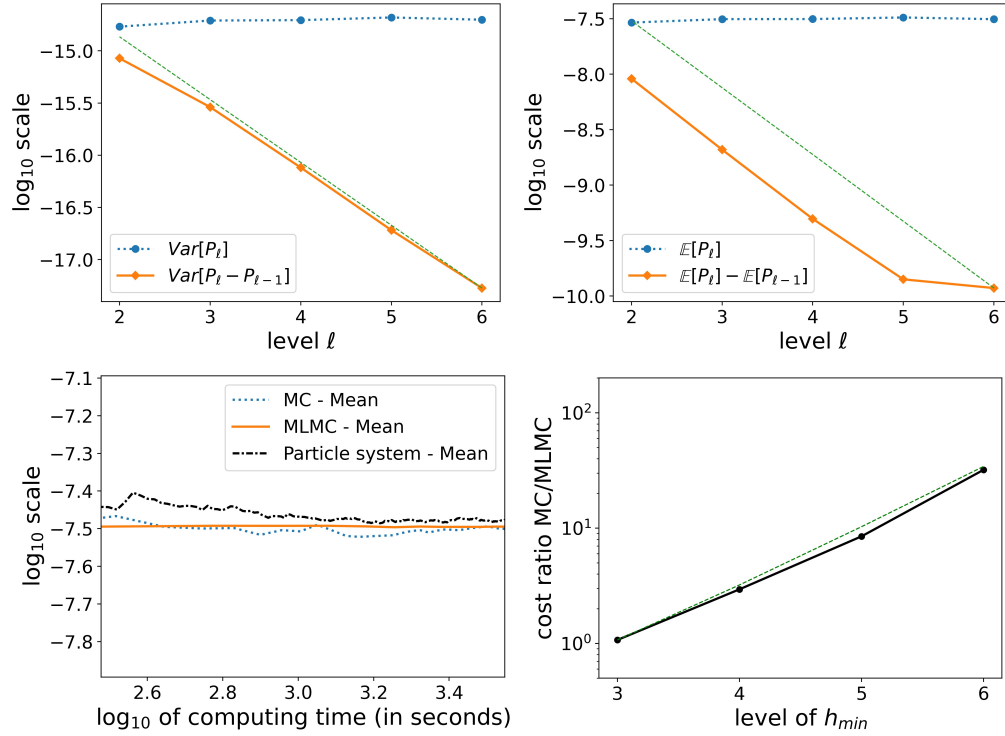 log₁₀ scale
−15.0
−15.5
−16.0
−16.5
−17.0
Var[Pℓ]
Var[Pℓ − Pℓ−1]
2 3 4 5 6
level ℓ
log₁₀ scale
−7.5
−8.0
−8.5
−9.0
−9.5
−10.0
𝔼[Pℓ]
𝔼[Pℓ] − 𝔼[Pℓ−1]
2 3 4 5 6
level ℓ
log₁₀ scale
−7.1
−7.2
−7.3
−7.4
−7.5
−7.6
−7.7
−7.8
MC - Mean
MLMC - Mean
Particle system - Mean
2.6 2.8 3.0 3.2 3.4
log₁₀ of computing time (in seconds)
cost ratio MC/MLMC
10²
10¹
10⁰
3 4 5 6
level of hmin